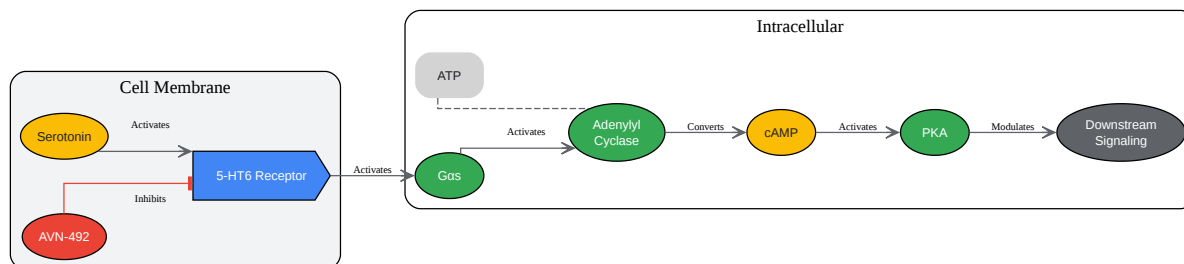 Cell Membrane
Serotonin
Activates
5-HT6 Receptor
Inhibits
AVN-492
Activates
Intracellular
ATP
Gαs
Activates
Adenylyl
Cyclase
Converts
cAMP
Activates
PKA
Modulates
Downstream
Signaling